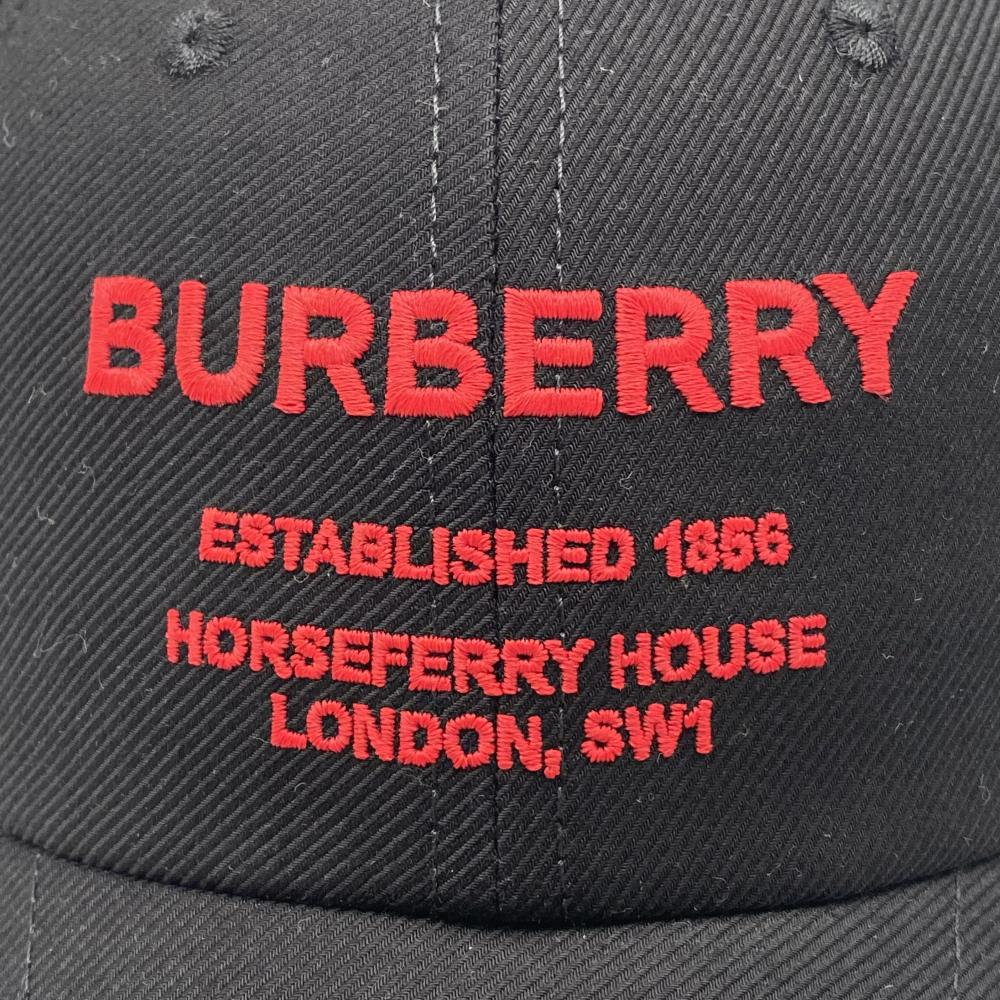 BURBERRY
ESTABLISHED 1856
HORSEFERRY HOUSE
LONDON, SW1